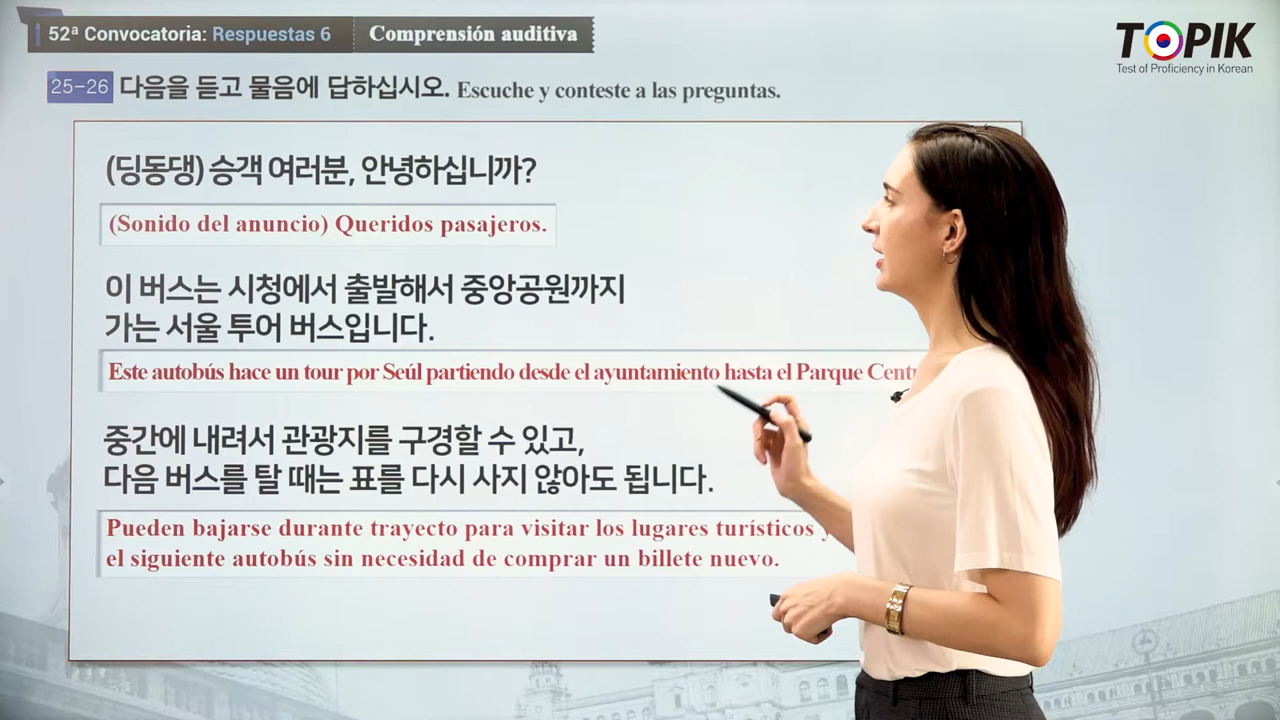 52ª Convocatoria: Respuestas 6 Comprensión auditiva
TOPIK
Test of Proficiency in Korean
25-26 다음을 듣고 물음에 답하십시오. Escuche y conteste a las preguntas.
(딩동댕) 승객 여러분, 안녕하십니까?
(Sonido del anuncio) Queridos pasajeros.
이 버스는 시청에서 출발해서 중앙공원까지
가는 서울 투어 버스입니다.
Este autobús hace un tour por Seúl partiendo desde el ayuntamiento hasta el Parque
중간에 내려서 관광지를 구경할 수 있고,
다음 버스를 탈 때는 표를 다시 사지 않아도 됩니다.
Pueden bajarse durante trayecto para visitar los lugares turísticos
el siguiente autobús sin necesidad de comprar un billete nuevo.